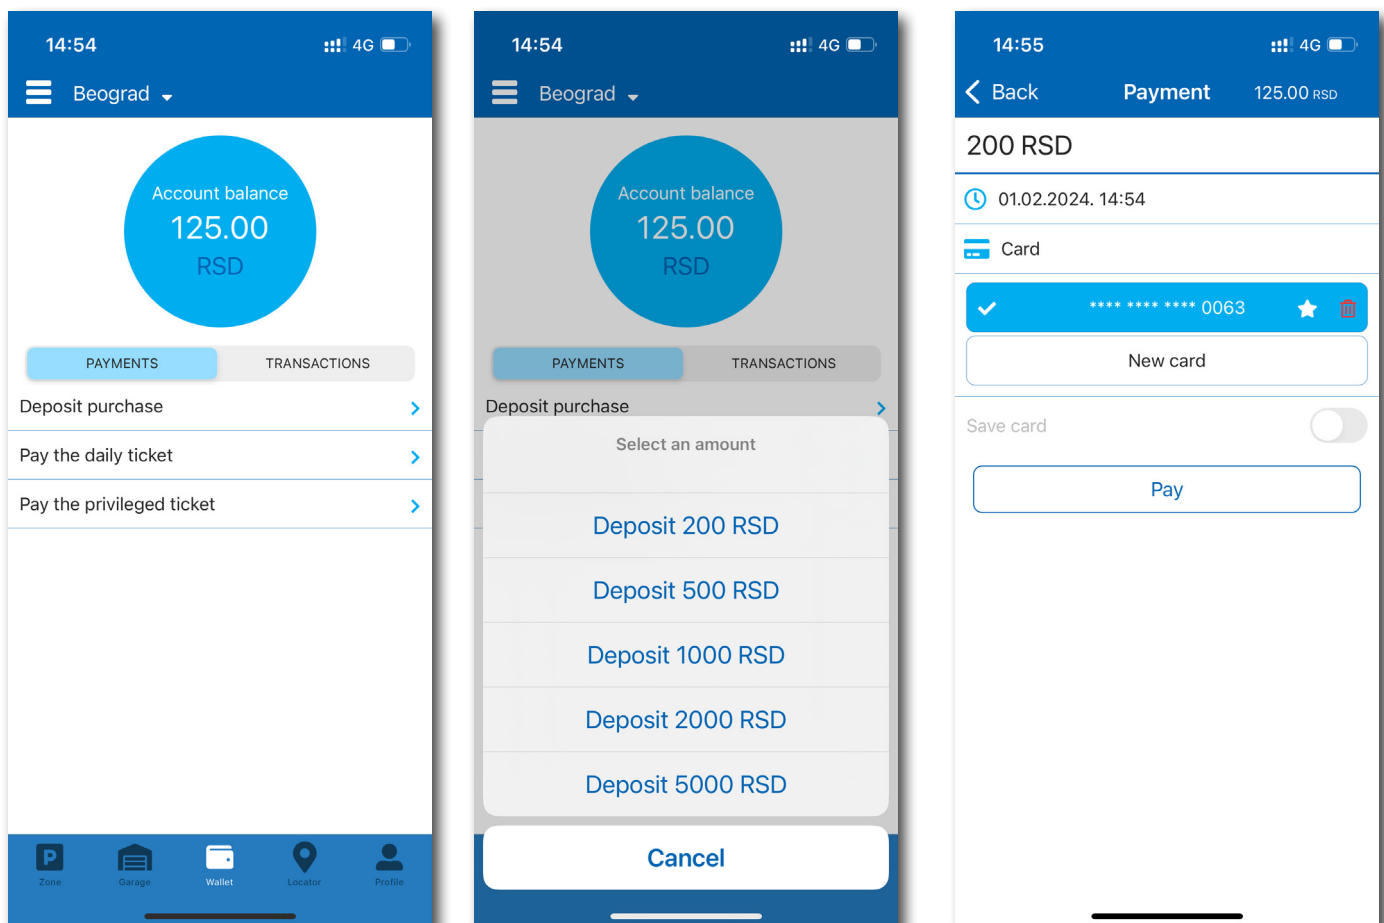 14:54
4G
Beograd
Account balance
125.00
RSD
PAYMENTS TRANSACTIONS
Deposit purchase
Pay the daily ticket
Pay the privileged ticket
Zone Garage Wallet Locator Profile
14:54
4G
Beograd
Account balance
125.00
RSD
PAYMENTS TRANSACTIONS
Deposit purchase
Select an amount
Deposit 200 RSD
Deposit 500 RSD
Deposit 1000 RSD
Deposit 2000 RSD
Deposit 5000 RSD
Cancel
14:55
4G
Back Payment 125.00 RSD
200 RSD
01.02.2024. 14:54
Card
**** **** **** 0063
New card
Save card
Pay